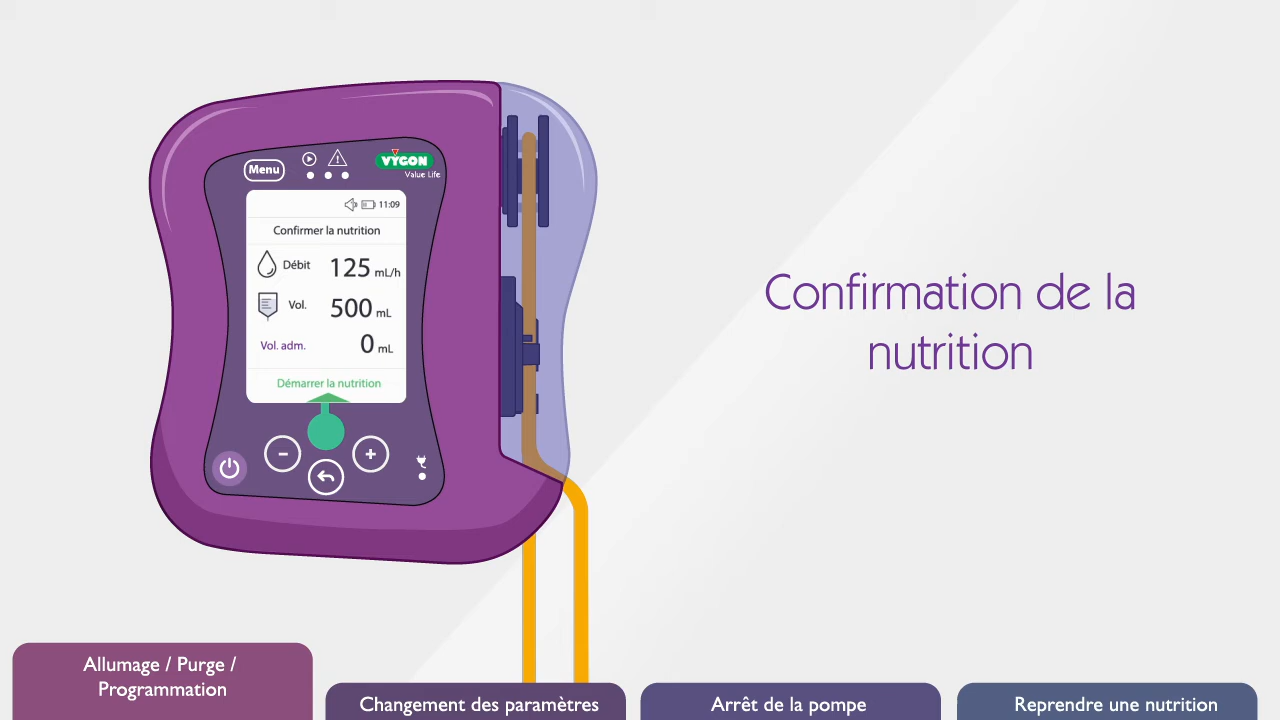 Menu
VYGON
Value Life
11:09
Confirmer la nutrition
Débit 125 mL/h
Vol. 500 mL
Vol. adm. 0 mL
Démarrer la nutrition
Confirmation de la
nutrition
Allumage / Purge /
Programmation
Changement des paramètres
Arrêt de la pompe
Reprendre une nutrition